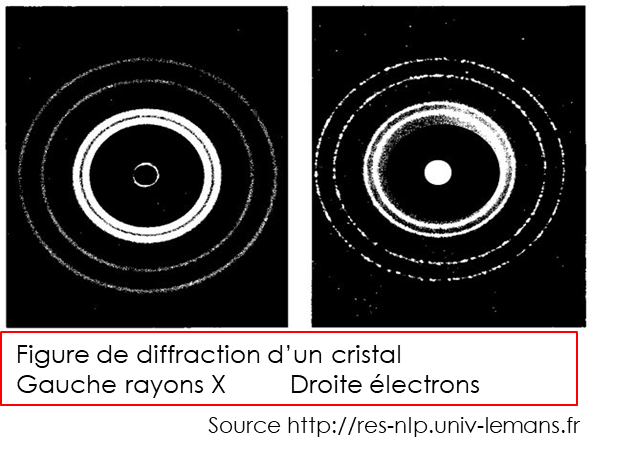 Figure de diffraction d’un cristal
Gauche rayons X Droite électrons
Source http://res-nlp.univ-lemans.fr